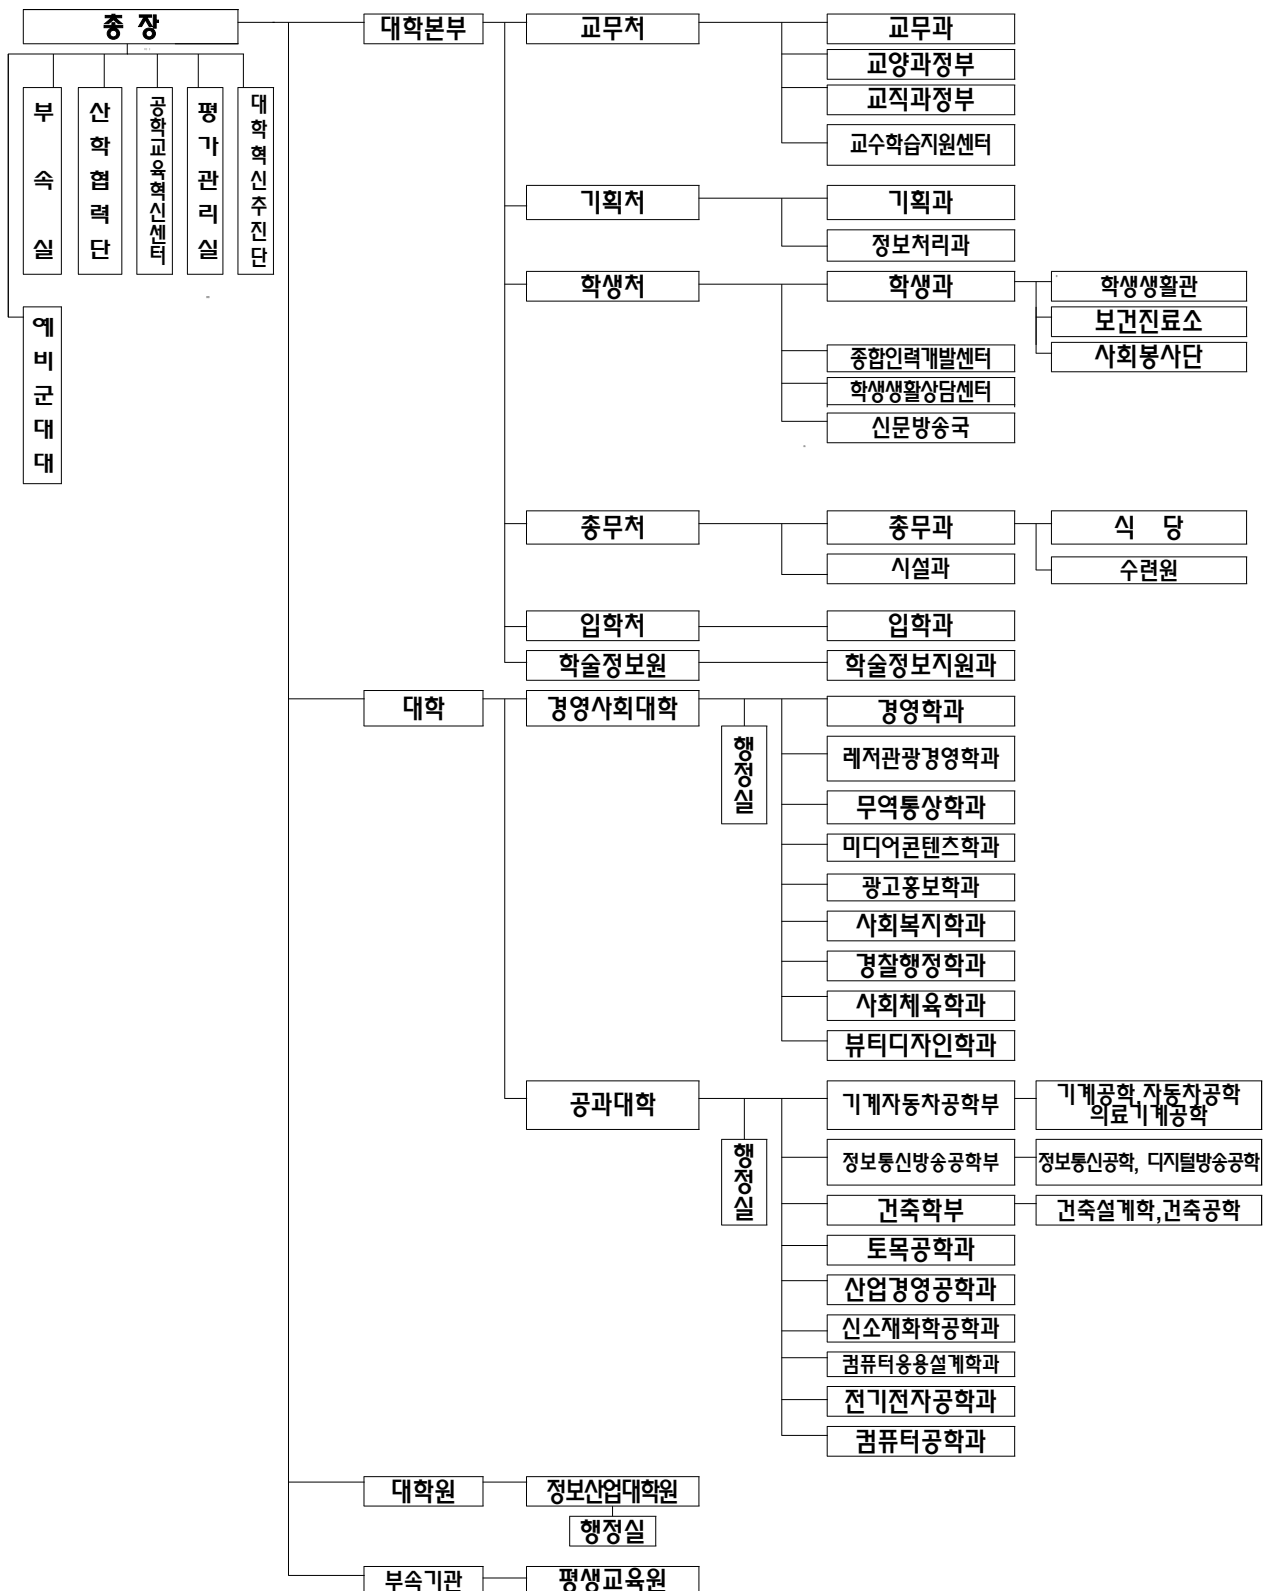 총 장
대학본부
교무처
교무과
교양과정부
교직과정부
교수학습지원센터
부속실
산학협력단
공학교육혁신센터
평가관리실
대학혁신추진단
예비군대대
기획처
기획과
정보처리과
학생처
학생과
학생생활관
보건진료소
사회봉사단
종합인력개발센터
학생생활상담센터
신문방송국
총무처
총무과
식 당
시설과
수련원
입학처
입학과
학술정보원
학술정보지원과
대학
경영사회대학
행정실
경영학과
레저관광경영학과
무역통상학과
미디어콘텐츠학과
광고홍보학과
사회복지학과
경찰행정학과
사회체육학과
뷰티디자인학과
공과대학
행정실
기계자동차공학부
기계공학,자동차공학
의료기계공학
정보통신방송공학부
정보통신공학, 디지털방송공학
건축학부
건축설계학,건축공학
토목공학과
산업경영공학과
신소재화학공학과
컴퓨터응용설계학과
전기전자공학과
컴퓨터공학과
대학원
정보산업대학원
행정실
부속기관
평생교육원